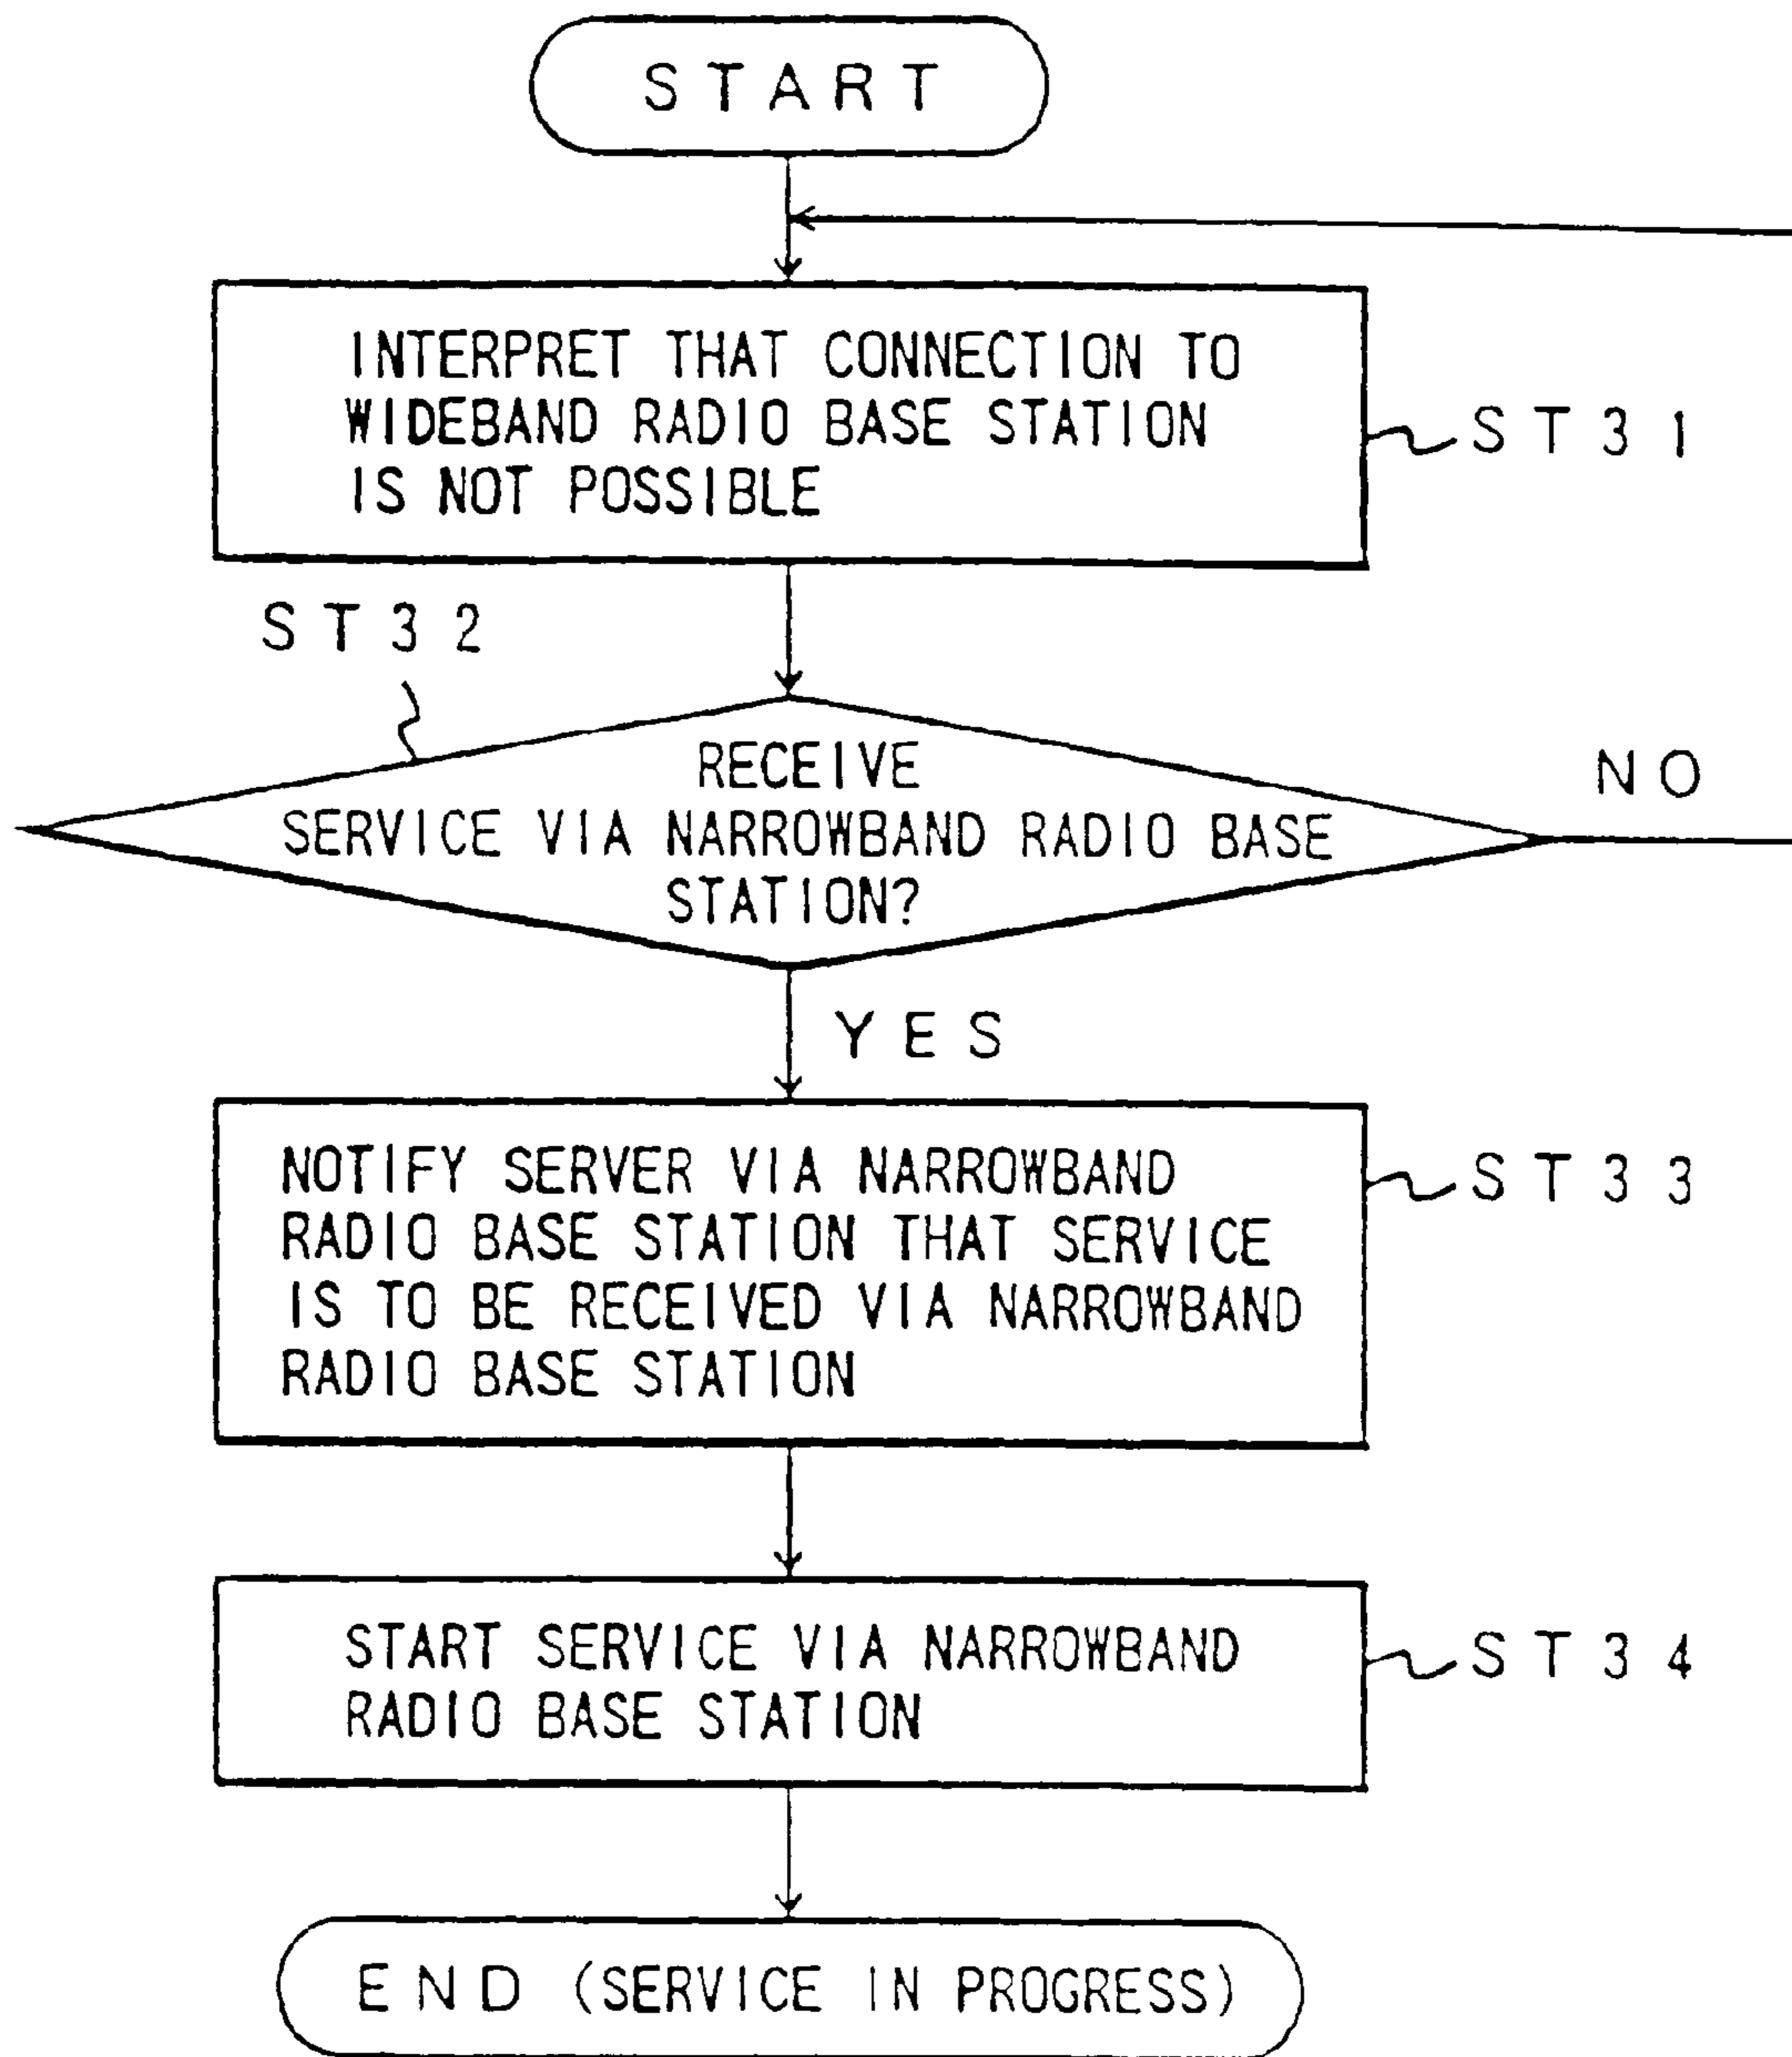 START
INTERPRET THAT CONNECTION TO
WIDEBAND RADIO BASE STATION
IS NOT POSSIBLE
ST31
ST32
RECEIVE
SERVICE VIA NARROWBAND RADIO BASE
STATION?
NO
YES
NOTIFY SERVER VIA NARROWBAND
RADIO BASE STATION THAT SERVICE
IS TO BE RECEIVED VIA NARROWBAND
RADIO BASE STATION
ST33
START SERVICE VIA NARROWBAND
RADIO BASE STATION
ST34
END (SERVICE IN PROGRESS)